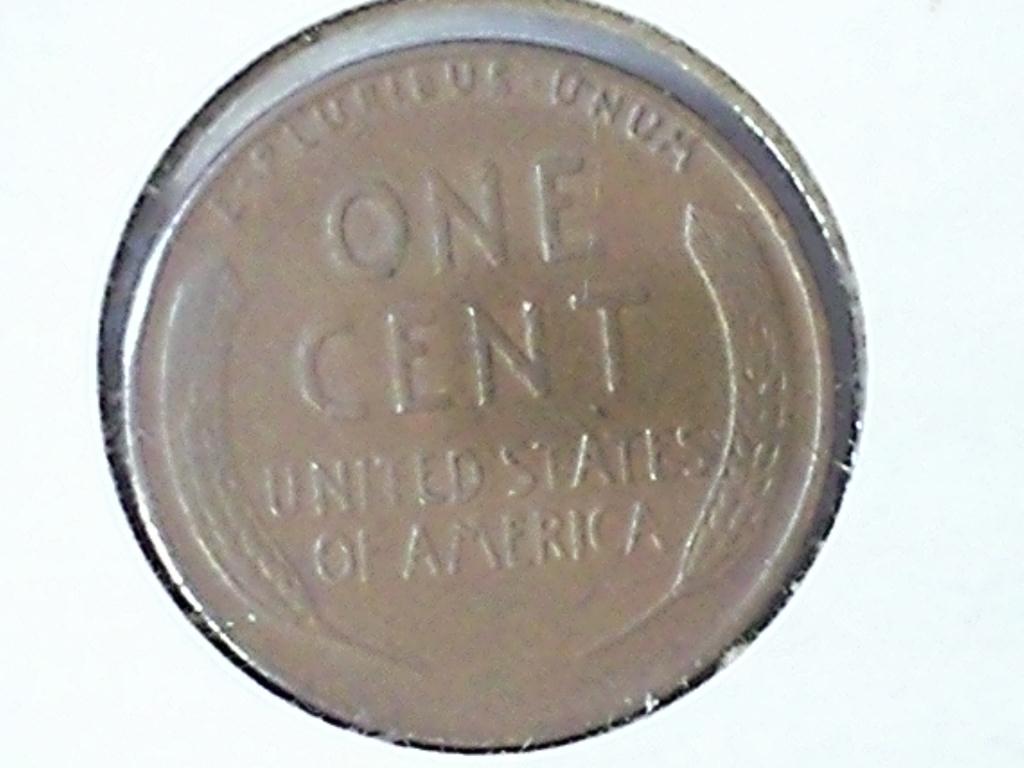 E · PLURIBUS · UNUM
ONE
CENT
UNITED STATES
OF AMERICA